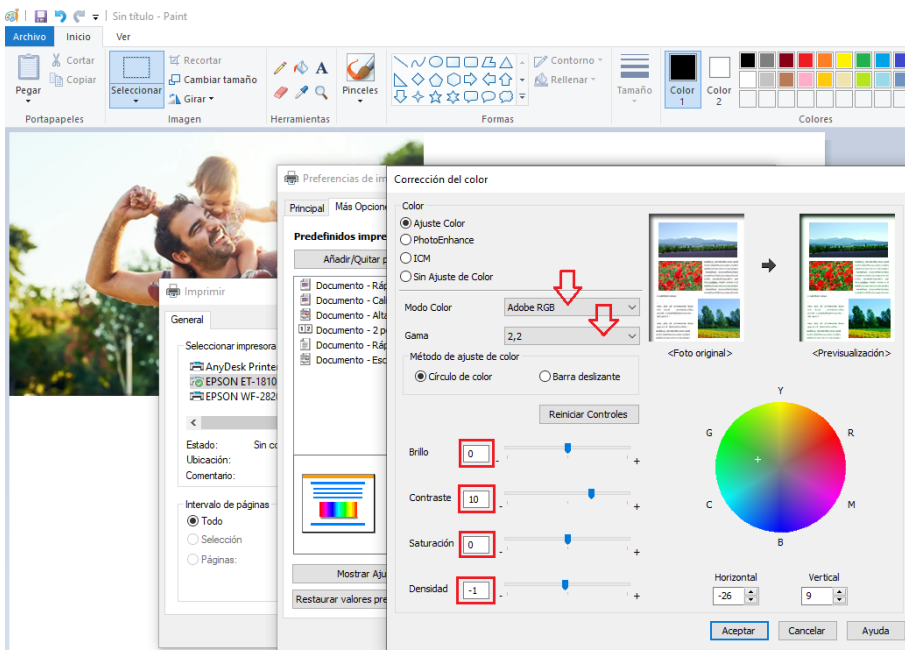 Sin título - Paint
Archivo Inicio Ver
Pegar
Cortar
Copiar
Portapapeles
Seleccionar
Recortar
Cambiar tamaño
Girar
Imagen
A
Herramientas
Pinceles
Contorno
Rellenar
Formas
Tamaño
Color
1
Color
2
Colores
Imprimir
General
Seleccionar impresora
AnyDesk Printe
EPSON ET-1810
EPSON WF-282
Estado: Sin co
Ubicación:
Comentario:
Intervalo de páginas
Todo
Selección
Páginas:
Preferencias de im
Principal Más Opcione
Predefinidos impre
Añadir/Quitar p
Documento - Ráp
Documento - Cali
Documento - Alta
Documento - 2 p
Documento - Ráp
Documento - Esc
Mostrar Aju
Restaurar valores pre
Corrección del color
Color
Ajuste Color
PhotoEnhance
ICM
Sin Ajuste de Color
Modo Color Adobe RGB
Gama 2,2
Método de ajuste de color
Círculo de color Barra deslizante
Reiniciar Controles
Brillo 0 - +
Contraste 10 - +
Saturación 0 - +
Densidad -1 - +
<Foto original> <Previsualización>
Y
G R
C M
B
Horizontal Vertical
-26 9
Aceptar Cancelar Ayuda